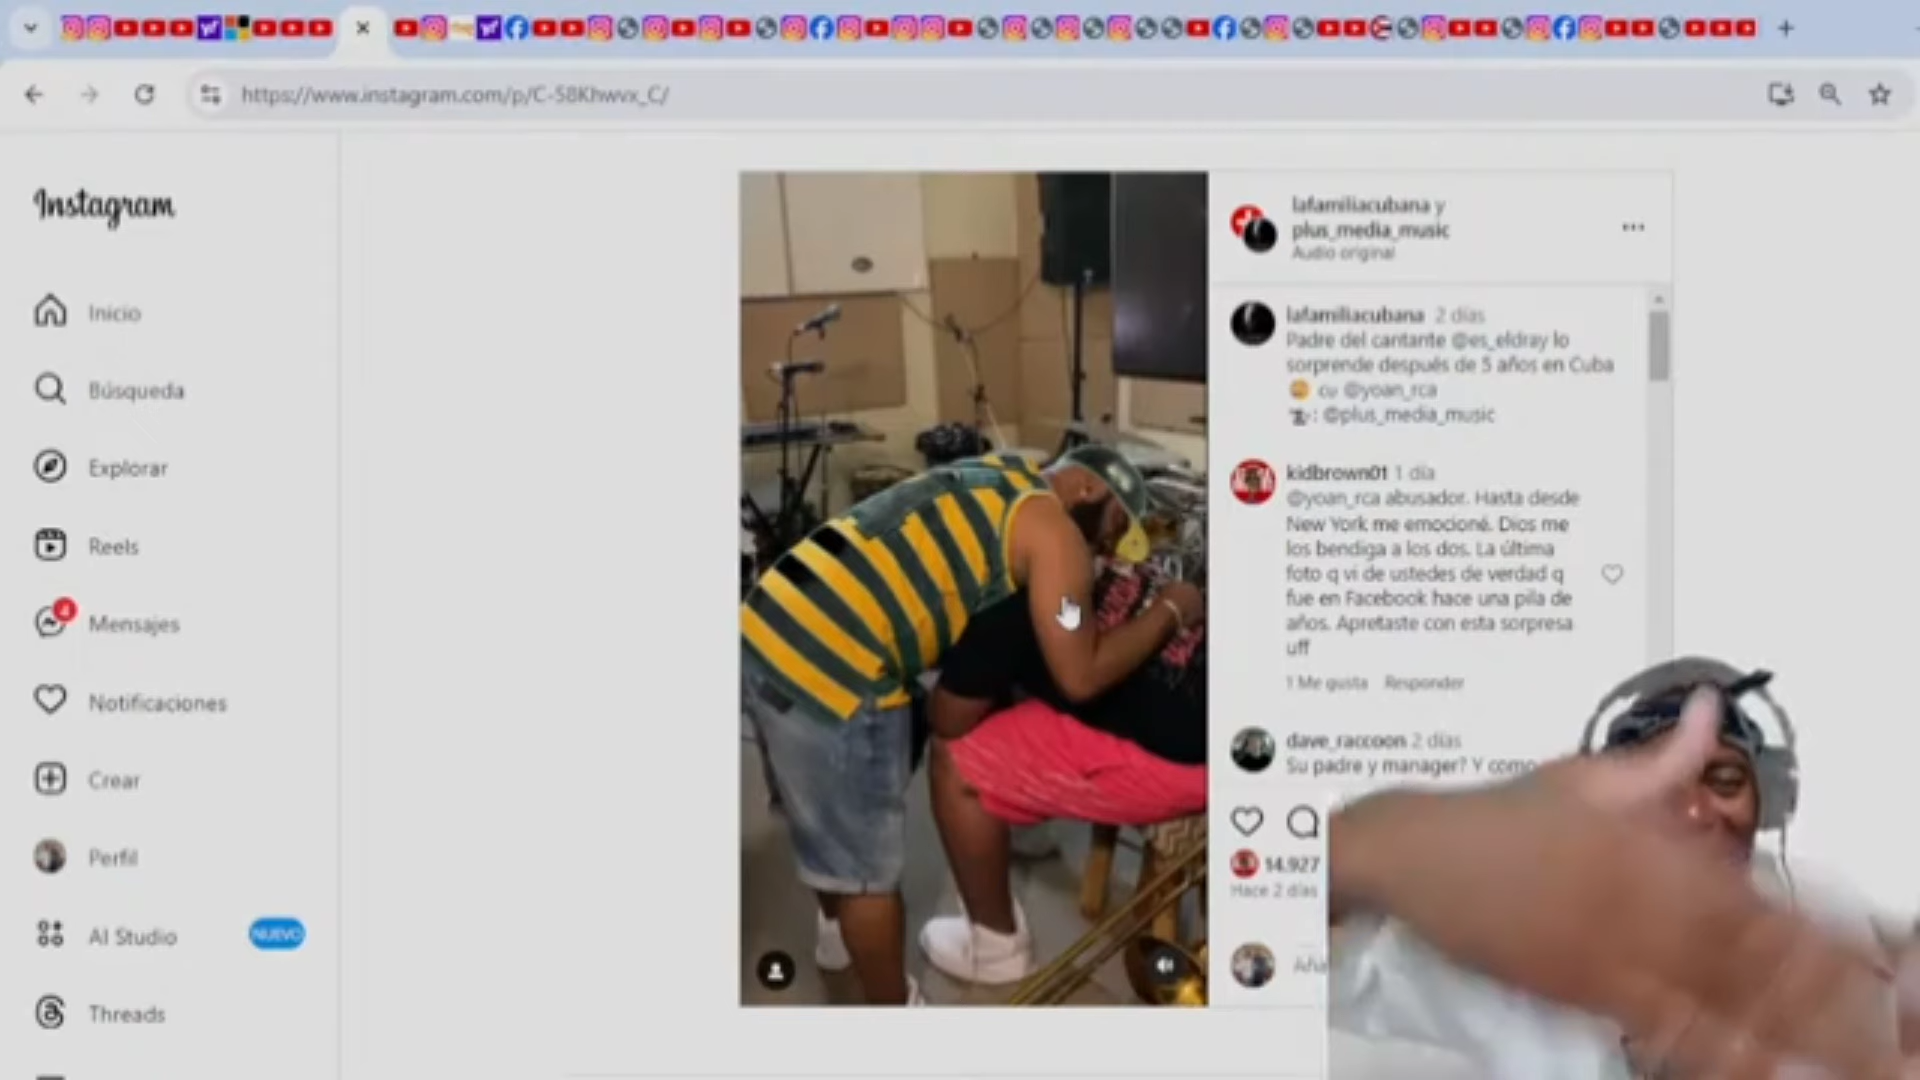 https://www.instagram.com/p/C-58Khwvx_C/
Instagram
Inicio
Búsqueda
Explorar
Reels
4
Mensajes
Notificaciones
Crear
Perfil
AI Studio
NUEVO
Threads
lafamiliacubana y
plus_media_music
Audio original
lafamiliacubana 2 días
Padre del cantante @es_eldray lo
sorprende después de 5 años en Cuba
cu @yoan_rca
: @plus_media_music
kidbrown01 1 día
@yoan_rca abusador. Hasta desde
New York me emocioné. Dios me
los bendiga a los dos. La última
foto q vi de ustedes de verdad q
fue en Facebook hace una pila de
años. Apretaste con esta sorpresa
uff
1 Me gusta Responder
dave_raccoon 2 días
Su padre y manager? Y como
14.927
Hace 2 días